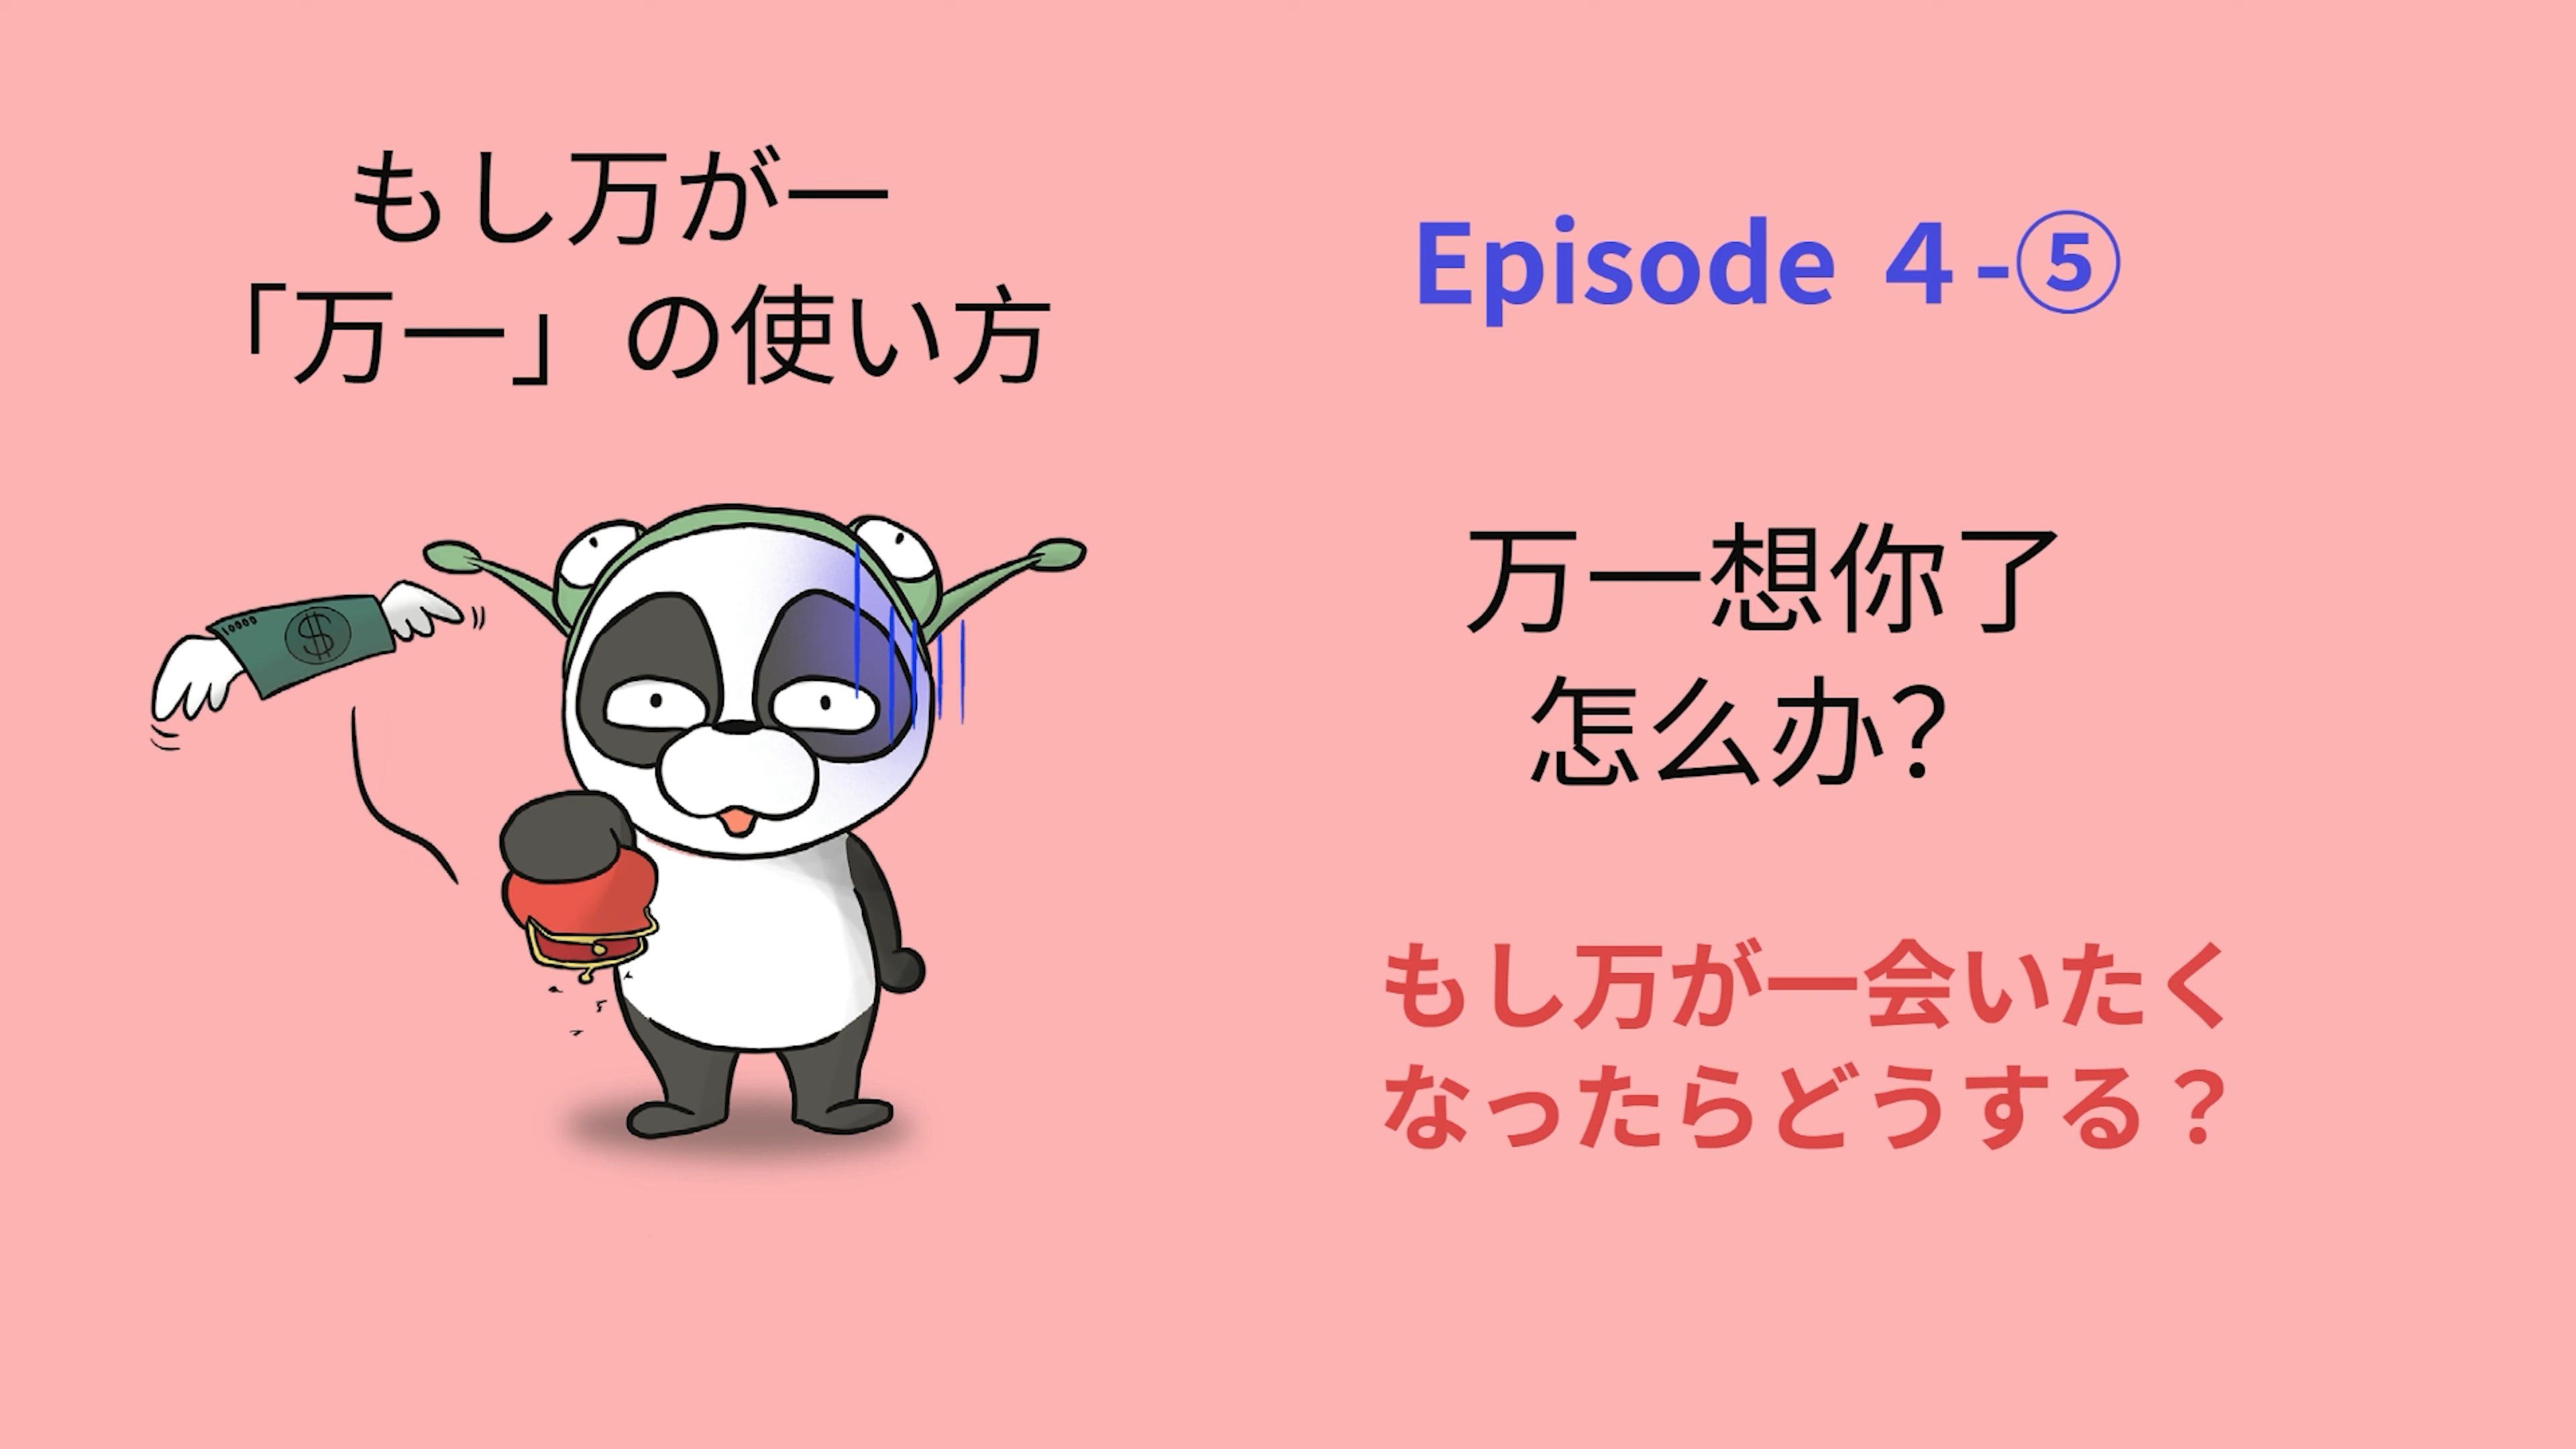 もし万が一
「万一」の使い方
Episode 4-⑤
万一想你了
怎么办？
もし万が一会いたく
なったらどうする？
10000
$